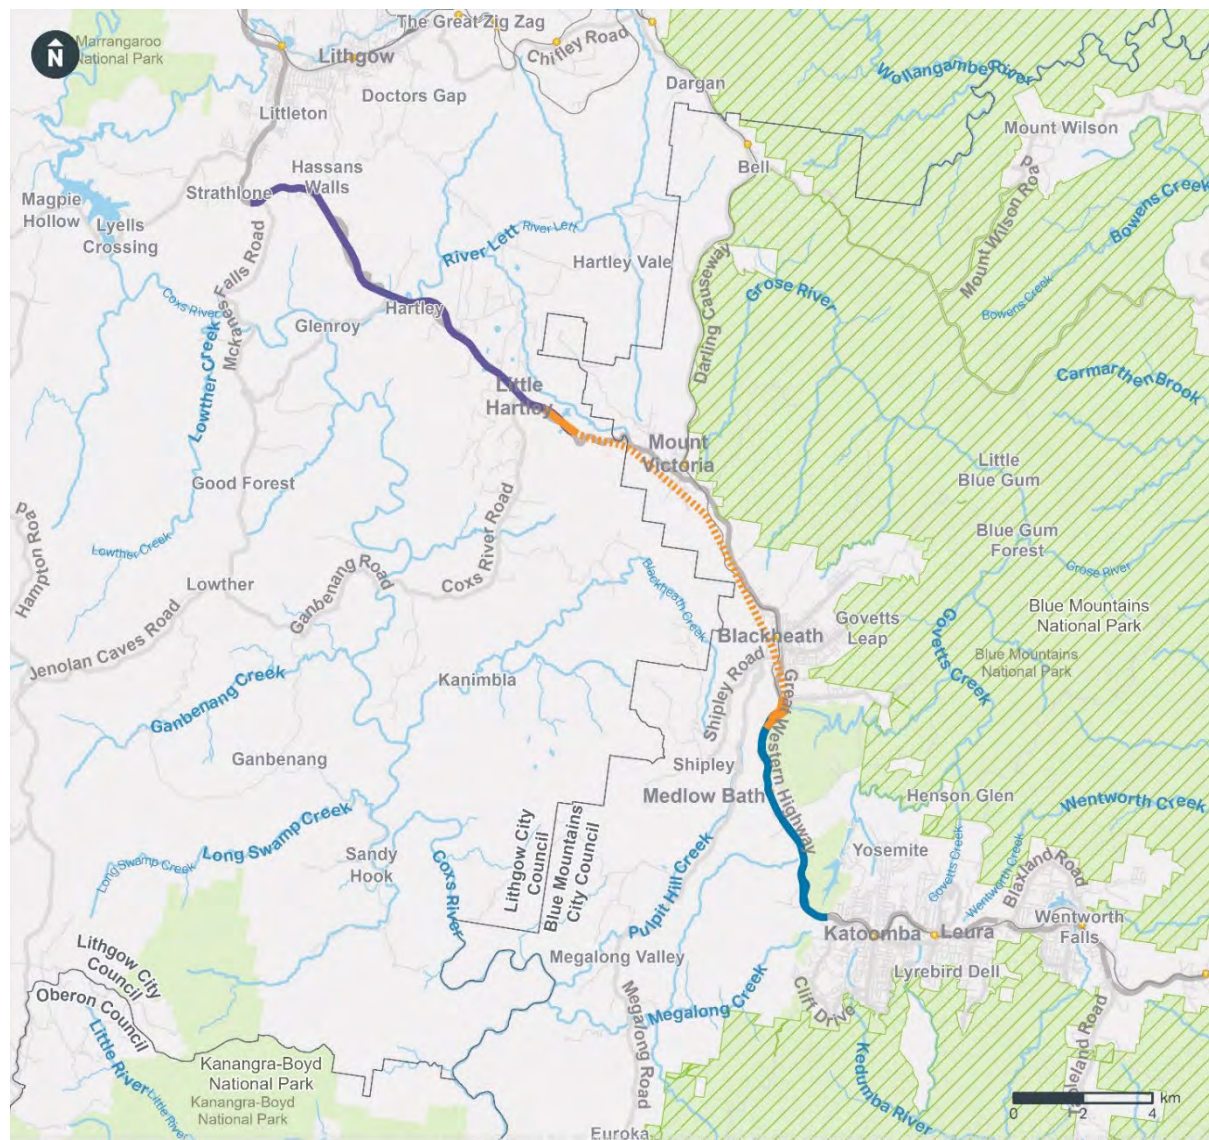 The Great Zig Zag
N
Marrangaroo
National Park
Lithgow
Chifley Road
Wollangambe River
Dargan
Doctors Gap
Littleton
Mount Wilson
Bell
Hassans
Walls
Strathlone
Magpie
Hollow
Lyells
Crossing
Mount Wilson Road
Bowens Creek
River Lett
River Lett
Hartley Vale
Mckanes Falls Road
Darling Causeway
Grose River
Bowens Creek
Coxs River
Hartley
Glenroy
Lowther Creek
Little
Hartley
Carmarthen Brook
Mount
Victoria
Little
Blue Gum
Good Forest
Hampton Road
Coxs River Road
Blue Gum
Forest
Lowther Creek
Grose River
Lowther
Ganbenang Road
Blackheath Creek
Jenolan Caves Road
Blackheath
Govetts
Leap
Govetts Creek
Blue Mountains
National Park
Blue Mountains
National Park
Ganbenang Creek
Kanimbla
Shipley Road
Great Western Highway
Ganbenang
Shipley
Medlow Bath
Henson Glen
Wentworth Creek
Long Swamp Creek
Long Swamp Creek
Sandy
Hook
Coxs River
Lithgow City
Council
Blue Mountains
City Council
Pulpit Hill Creek
Yosemite
Govetts Creek
Wentworth Creek
Blaxland Road
Wentworth
Falls
Katoomba
Leura
Lithgow City
Council
Oberon Council
Megalong Valley
Lyrebird Dell
Cliff Drive
Megalong Creek
Megalong Road
Little River
Little River
Kanangra-Boyd
National Park
Kanangra-Boyd
National Park
Kedumba River
Tableland Road
0 2 4 km
Euroka